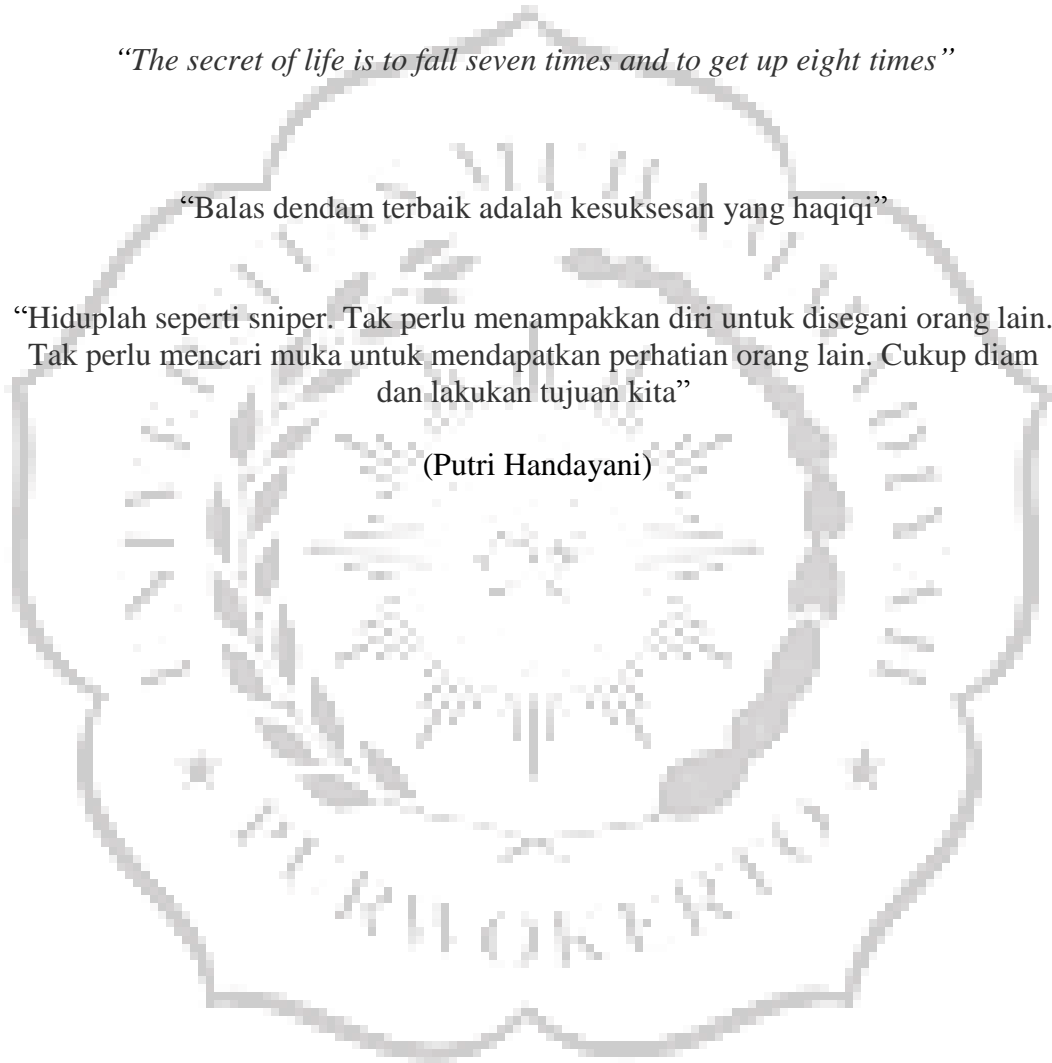 “The secret of life is to fall seven times and to get up eight times”
“Balas dendam terbaik adalah kesuksesan yang haqiqi”
“Hiduplah seperti sniper. Tak perlu menampakkan diri untuk disegani orang lain.
Tak perlu mencari muka untuk mendapatkan perhatian orang lain. Cukup diam
dan lakukan tujuan kita”
(Putri Handayani)
PURWOKERTO